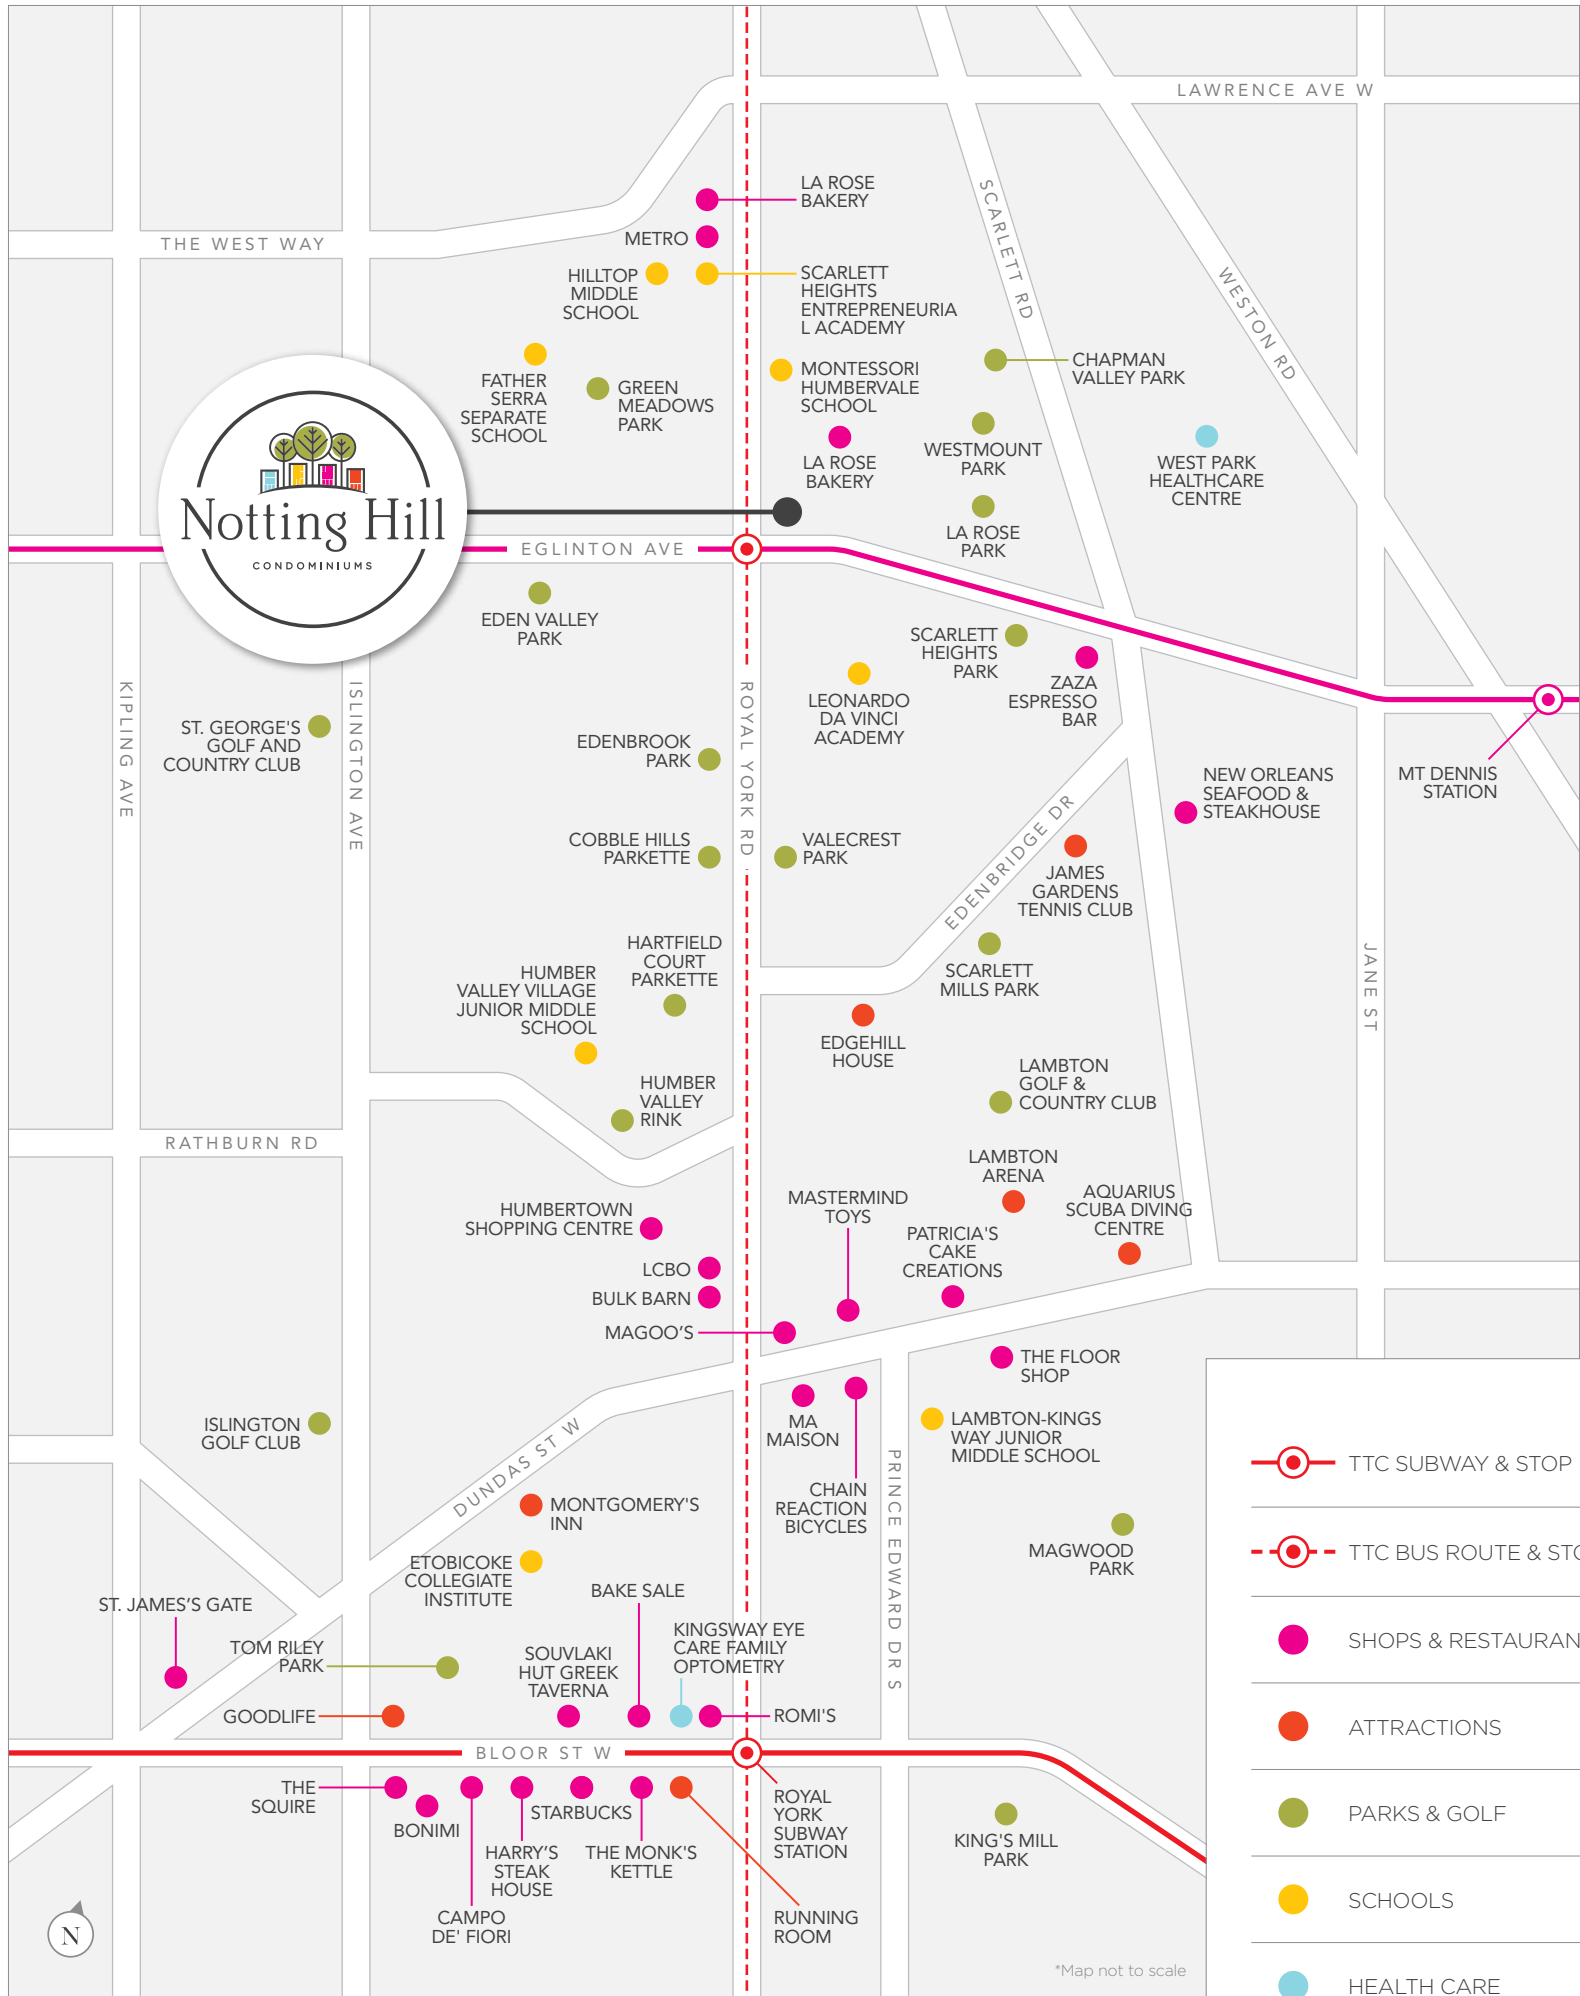 LAWRENCE AVE W
LA ROSE
BAKERY
SCARLETT RD
THE WEST WAY
METRO
HILLTOP
MIDDLE
SCHOOL
SCARLETT
HEIGHTS
ENTREPRENEURIA
L ACADEMY
WESTON RD
FATHER
SERRA
SEPARATE
SCHOOL
GREEN
MEADOWS
PARK
MONTESSORI
HUMBERVALE
SCHOOL
CHAPMAN
VALLEY PARK
LA ROSE
BAKERY
WESTMOUNT
PARK
WEST PARK
HEALTHCARE
CENTRE
Notting Hill
CONDOMINIUMS
LA ROSE
PARK
EGLINTON AVE
EDEN VALLEY
PARK
SCARLETT
HEIGHTS
PARK
ZAZA
ESPRESSO
BAR
KIPLING AVE
ISLINGTON AVE
ROYAL YORK RD
ST. GEORGE'S
GOLF AND
COUNTRY CLUB
LEONARDO
DA VINCI
ACADEMY
EDENBROOK
PARK
NEW ORLEANS
SEAFOOD &
STEAKHOUSE
MT DENNIS
STATION
COBBLE HILLS
PARKETTE
VALECREST
PARK
EDENBRIDGE DR
JAMES
GARDENS
TENNIS CLUB
HARTFIELD
COURT
PARKETTE
HUMBER
VALLEY VILLAGE
JUNIOR MIDDLE
SCHOOL
SCARLETT
MILLS PARK
JANE ST
EDGEHILL
HOUSE
HUMBER
VALLEY
RINK
LAMBTON
GOLF &
COUNTRY CLUB
RATHBURN RD
LAMBTON
ARENA
AQUARIUS
SCUBA DIVING
CENTRE
HUMBERTOWN
SHOPPING CENTRE
MASTERMIND
TOYS
PATRICIA'S
CAKE
CREATIONS
LCBO
BULK BARN
MAGOO'S
THE FLOOR
SHOP
ISLINGTON
GOLF CLUB
DUNDAS ST W
MA
MAISON
LAMBTON-KINGS
WAY JUNIOR
MIDDLE SCHOOL
PRINCE EDWARD DR S
CHAIN
REACTION
BICYCLES
MONTGOMERY'S
INN
MAGWOOD
PARK
ETOBICOKE
COLLEGIATE
INSTITUTE
BAKE SALE
ST. JAMES'S GATE
TOM RILEY
PARK
SOUVLAKI
HUT GREEK
TAVERNA
KINGSWAY EYE
CARE FAMILY
OPTOMETRY
GOODLIFE
ROMI'S
BLOOR ST W
THE
SQUIRE
BONIMI
STARBUCKS
HARRY'S
STEAK
HOUSE
THE MONK'S
KETTLE
ROYAL
YORK
SUBWAY
STATION
KING'S MILL
PARK
CAMPO
DE' FIORI
RUNNING
ROOM
N
*Map not to scale
TTC SUBWAY & STOP
TTC BUS ROUTE & STO
SHOPS & RESTAURAN
ATTRACTIONS
PARKS & GOLF
SCHOOLS
HEALTH CARE